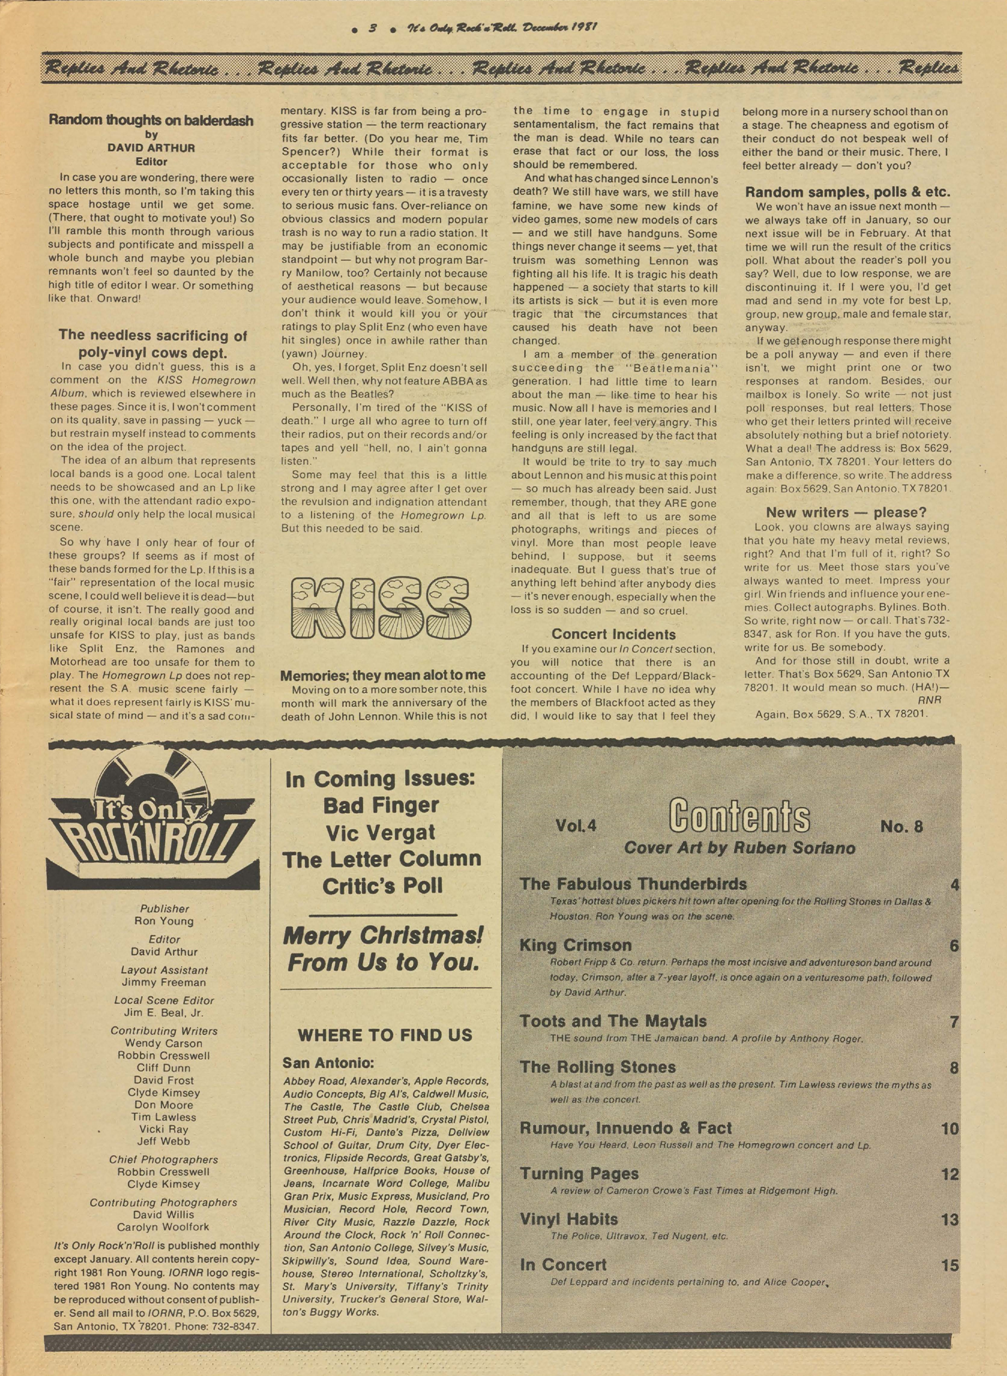 • 3 • It's Only Rock'n'Roll, December 1981
Replies And Rhetoric . . . Replies And Rhetoric . . . Replies And Rhetoric . . . Replies And Rhetoric . . . Replies
Random thoughts on balderdash
by
DAVID ARTHUR
Editor
In case you are wondering, there were
no letters this month, so I'm taking this
space hostage until we get some.
(There, that ought to motivate you!) So
I'll ramble this month through various
subjects and pontificate and misspell a
whole bunch and maybe you plebian
remnants won't feel so daunted by the
high title of editor I wear. Or something
like that. Onward!
The needless sacrificing of
poly-vinyl cows dept.
In case you didn't guess, this is a
comment on the KISS Homegrown
Album, which is reviewed elsewhere in
these pages. Since it is, I won't comment
on its quality, save in passing — yuck —
but restrain myself instead to comments
on the idea of the project.
The idea of an album that represents
local bands is a good one. Local talent
needs to be showcased and an Lp like
this one, with the attendant radio expo-
sure, should only help the local musical
scene.
So why have I only hear of four of
these groups? If seems as if most of
these bands formed for the Lp. If this is a
"fair" representation of the local music
scene, I could well believe it is dead—but
of course, it isn't. The really good and
really original local bands are just too
unsafe for KISS to play, just as bands
like Split Enz, the Ramones and
Motorhead are too unsafe for them to
play. The Homegrown Lp does not rep-
resent the S.A. music scene fairly —
what it does represent fairly is KISS' mu-
sical state of mind — and it's a sad com-
mentary. KISS is far from being a pro-
gressive station — the term reactionary
fits far better. (Do you hear me, Tim
Spencer?) While their format is
acceptable for those who only
occasionally listen to radio — once
every ten or thirty years — it is a travesty
to serious music fans. Over-reliance on
obvious classics and modern popular
trash is no way to run a radio station. It
may be justifiable from an economic
standpoint — but why not program Bar-
ry Manilow, too? Certainly not because
of aesthetical reasons — but because
your audience would leave. Somehow, I
don't think it would kill you or your
ratings to play Split Enz (who even have
hit singles) once in awhile rather than
(yawn) Journey.
Oh, yes, I forget, Split Enz doesn't sell
well. Well then, why not feature ABBA as
much as the Beatles?
Personally, I'm tired of the "KISS of
death." I urge all who agree to turn off
their radios, put on their records and/or
tapes and yell "hell, no, I ain't gonna
listen."
Some may feel that this is a little
strong and I may agree after I get over
the revulsion and indignation attendant
to a listening of the Homegrown Lp.
But this needed to be said.
KISS
Memories; they mean alot to me
Moving on to a more somber note, this
month will mark the anniversary of the
death of John Lennon. While this is not
the time to engage in stupid
sentamentalism, the fact remains that
the man is dead. While no tears can
erase that fact or our loss, the loss
should be remembered.
And what has changed since Lennon's
death? We still have wars, we still have
famine, we have some new kinds of
video games, some new models of cars
— and we still have handguns. Some
things never change it seems — yet, that
truism was something Lennon was
fighting all his life. It is tragic his death
happened — a society that starts to kill
its artists is sick — but it is even more
tragic that the circumstances that
caused his death have not been
changed.
I am a member of the generation
succeeding the "Beatlemania"
generation. I had little time to learn
about the man — like time to hear his
music. Now all I have is memories and I
still, one year later, feel very angry. This
feeling is only increased by the fact that
handguns are still legal.
It would be trite to try to say much
about Lennon and his music at this point
— so much has already been said. Just
remember, though, that they ARE gone
and all that is left to us are some
photographs, writings and pieces of
vinyl. More than most people leave
behind, I suppose, but it seems
inadequate. But I guess that's true of
anything left behind after anybody dies
— it's never enough, especially when the
loss is so sudden — and so cruel.
Concert Incidents
If you examine our In Concert section,
you will notice that there is an
accounting of the Def Leppard/Black-
foot concert. While I have no idea why
the members of Blackfoot acted as they
did, I would like to say that I feel they
belong more in a nursery school than on
a stage. The cheapness and egotism of
their conduct do not bespeak well of
either the band or their music. There, I
feel better already — don't you?
Random samples, polls & etc.
We won't have an issue next month —
we always take off in January, so our
next issue will be in February. At that
time we will run the result of the critics
poll. What about the reader's poll you
say? Well, due to low response, we are
discontinuing it. If I were you, I'd get
mad and send in my vote for best Lp,
group, new group, male and female star,
anyway.
If we get enough response there might
be a poll anyway — and even if there
isn't, we might print one or two
responses at random. Besides, our
mailbox is lonely. So write — not just
poll responses, but real letters. Those
who get their letters printed will receive
absolutely nothing but a brief notoriety.
What a deal! The address is: Box 5629,
San Antonio, TX 78201. Your letters do
make a difference, so write. The address
again: Box 5629, San Antonio, TX 78201.
New writers — please?
Look, you clowns are always saying
that you hate my heavy metal reviews,
right? And that I'm full of it, right? So
write for us. Meet those stars you've
always wanted to meet. Impress your
girl. Win friends and influence your ene-
mies. Collect autographs. Bylines. Both.
So write, right now — or call. That's 732-
8347, ask for Ron. If you have the guts,
write for us. Be somebody.
And for those still in doubt, write a
letter. That's Box 5629, San Antonio TX
78201. It would mean so much. (HA!)—
RNR
Again, Box 5629, S.A., TX 78201.
It's Only
ROCK'N'ROLL
Publisher
Ron Young
Editor
David Arthur
Layout Assistant
Jimmy Freeman
Local Scene Editor
Jim E. Beal, Jr.
Contributing Writers
Wendy Carson
Robbin Cresswell
Cliff Dunn
David Frost
Clyde Kimsey
Don Moore
Tim Lawless
Vicki Ray
Jeff Webb
Chief Photographers
Robbin Cresswell
Clyde Kimsey
Contributing Photographers
David Willis
Carolyn Woolfork
It's Only Rock'n'Roll is published monthly
except January. All contents herein copy-
right 1981 Ron Young. IORNR logo regis-
tered 1981 Ron Young. No contents may
be reproduced without consent of publish-
er. Send all mail to IORNR, P.O. Box 5629,
San Antonio, TX 78201. Phone: 732-8347.
In Coming Issues:
Bad Finger
Vic Vergat
The Letter Column
Critic's Poll
Merry Christmas!
From Us to You.
WHERE TO FIND US
San Antonio:
Abbey Road, Alexander's, Apple Records,
Audio Concepts, Big Al's, Caldwell Music,
The Castle, The Castle Club, Chelsea
Street Pub, Chris Madrid's, Crystal Pistol,
Custom Hi-Fi, Dante's Pizza, Dellview
School of Guitar, Drum City, Dyer Elec-
tronics, Flipside Records, Great Gatsby's,
Greenhouse, Halfprice Books, House of
Jeans, Incarnate Word College, Malibu
Gran Prix, Music Express, Musicland, Pro
Musician, Record Hole, Record Town,
River City Music, Razzle Dazzle, Rock
Around the Clock, Rock 'n' Roll Connec-
tion, San Antonio College, Silvey's Music,
Skipwilly's, Sound Idea, Sound Ware-
house, Stereo International, Scholtzky's,
St. Mary's University, Tiffany's Trinity
University, Trucker's General Store, Wal-
ton's Buggy Works.
Vol.4 Contents No. 8
Cover Art by Ruben Soriano
The Fabulous Thunderbirds 4
Texas' hottest blues pickers hit town after opening for the Rolling Stones in Dallas &
Houston. Ron Young was on the scene.
King Crimson 6
Robert Fripp & Co. return. Perhaps the most incisive and adventureson band around
today, Crimson, after a 7-year layoff, is once again on a venturesome path, followed
by David Arthur.
Toots and The Maytals 7
THE sound from THE Jamaican band. A profile by Anthony Roger.
The Rolling Stones 8
A blast at and from the past as well as the present. Tim Lawless reviews the myths as
well as the concert.
Rumour, Innuendo & Fact 10
Have You Heard, Leon Russell and The Homegrown concert and Lp.
Turning Pages 12
A review of Cameron Crowe's Fast Times at Ridgemont High.
Vinyl Habits 13
The Police, Ultravox, Ted Nugent, etc.
In Concert 15
Def Leppard and incidents pertaining to, and Alice Cooper.